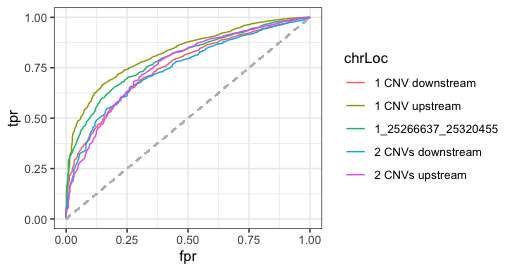 1.00
0.75
0.50
0.25
0.00
tpr
0.00 0.25 0.50 0.75 1.00
fpr
chrLoc
1 CNV downstream
1 CNV upstream
1_25266637_25320455
2 CNVs downstream
2 CNVs upstream